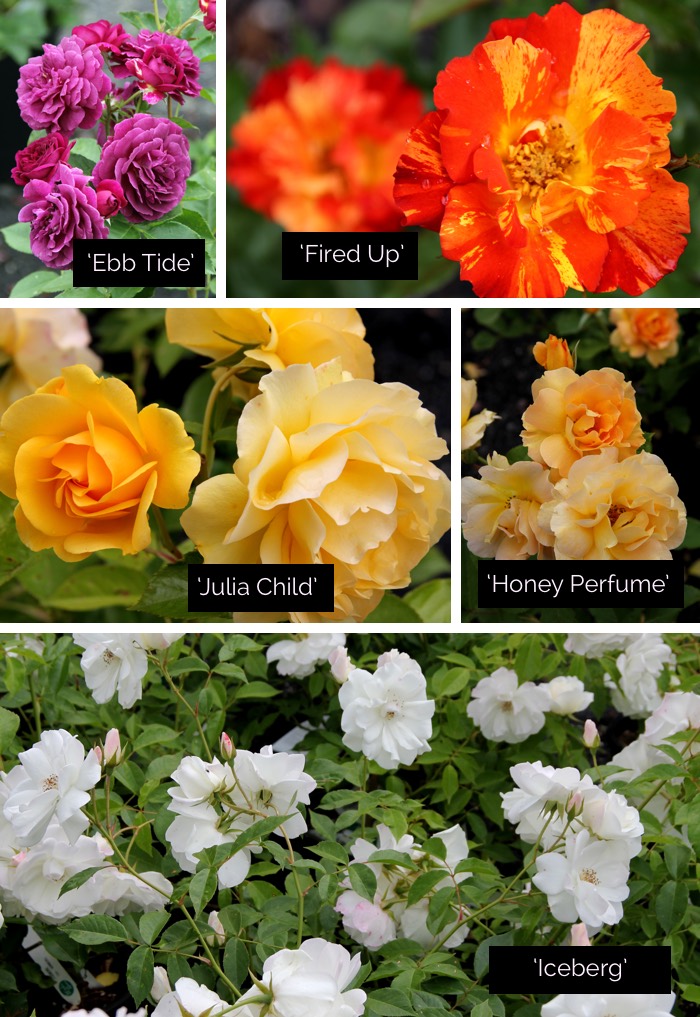 ‘Ebb Tide’
‘Fired Up’
‘Julia Child’
‘Honey Perfume’
‘Iceberg’